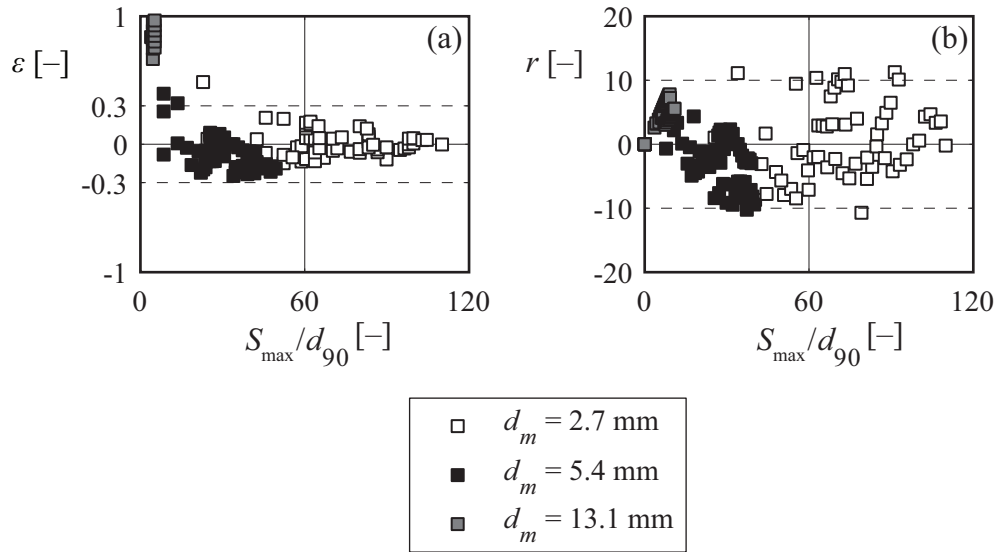 1
0.3
0
-0.3
-1
ε [–]
(a)
0 60 120
S_max/d_90 [–]
20
10
0
-10
-20
r [–]
(b)
0 60 120
S_max/d_90 [–]
d_m = 2.7 mm
d_m = 5.4 mm
d_m = 13.1 mm